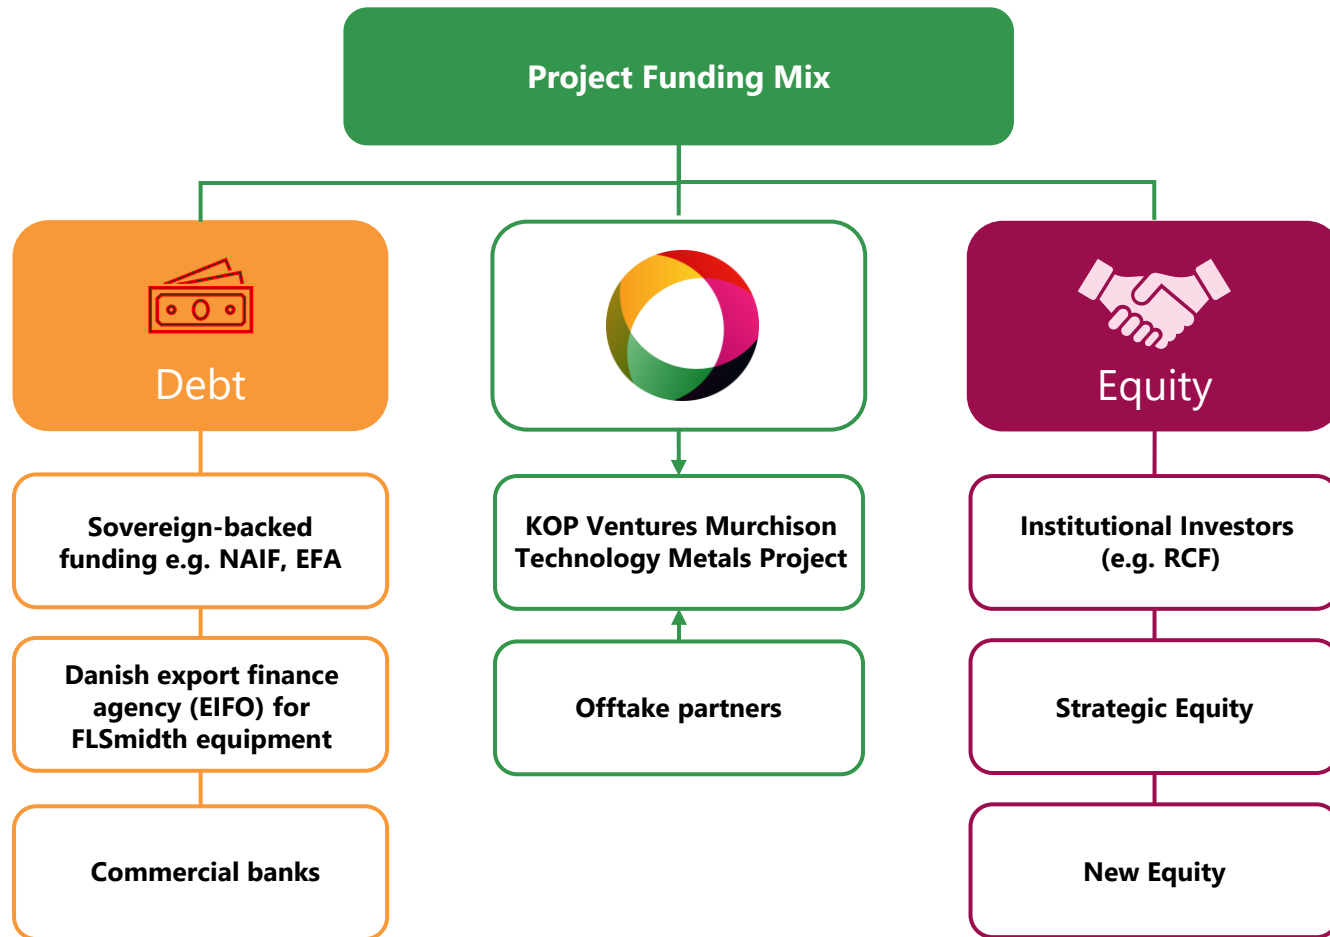 Project Funding Mix
Debt
Sovereign-backed
funding e.g. NAIF, EFA
Danish export finance
agency (EIFO) for
FLSmidth equipment
Commercial banks
KOP Ventures Murchison
Technology Metals Project
Offtake partners
Equity
Institutional Investors
(e.g. RCF)
Strategic Equity
New Equity